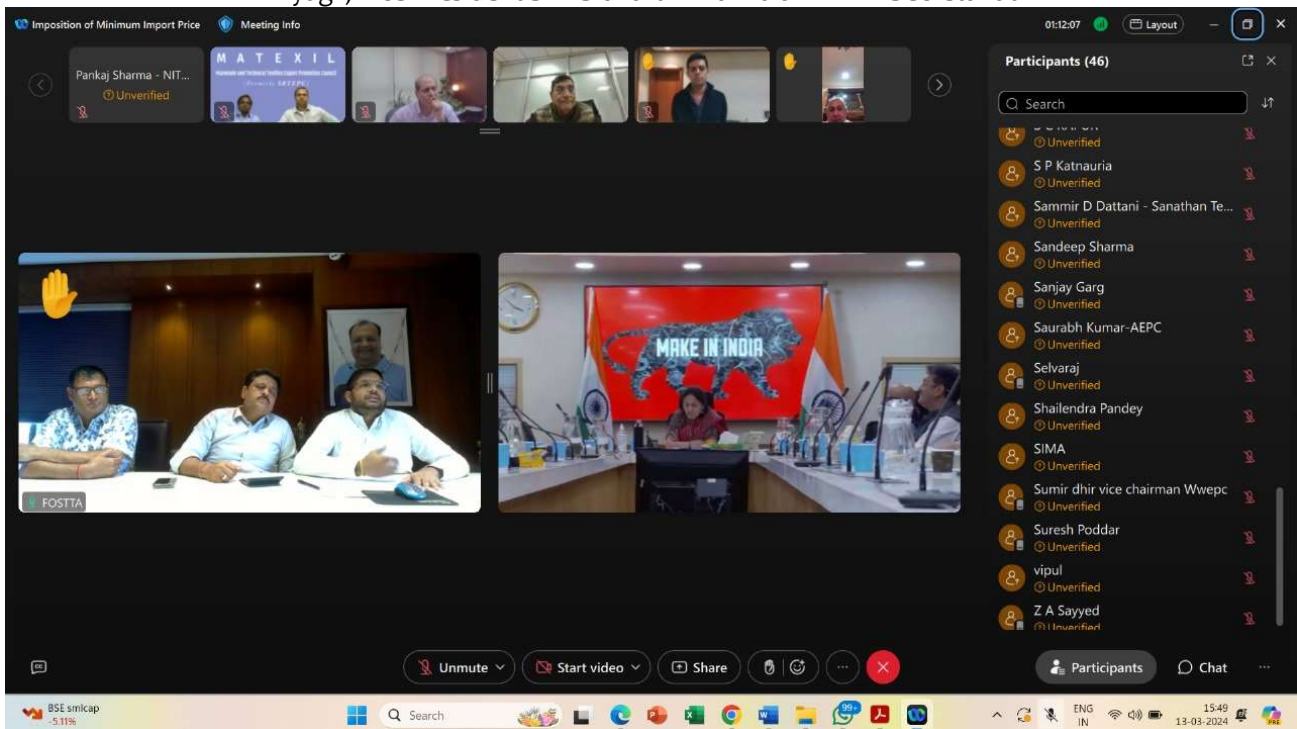 Imposition of Minimum Import Price
Meeting Info
01:12:07
Layout
Pankaj Sharma - NIT...
Unverified
MATEXIL
Participants (46)
Search
Unverified
S P Katnauria
Unverified
Sammir D Dattani - Sanathan Te...
Unverified
Sandeep Sharma
Unverified
Sanjay Garg
Unverified
Saurabh Kumar-AEPC
Unverified
Selvaraj
Unverified
Shailendra Pandey
Unverified
SIMA
Unverified
Sumir dhir vice chairman Wwepc
Unverified
Suresh Poddar
Unverified
vipul
Unverified
Z A Sayyed
Unverified
MAKE IN INDIA
FOSTTA
Unmute
Start video
Share
Participants
Chat
BSE smlcap
-5.11%
Search
99+
ENG
IN
15:49
13-03-2024
PRE